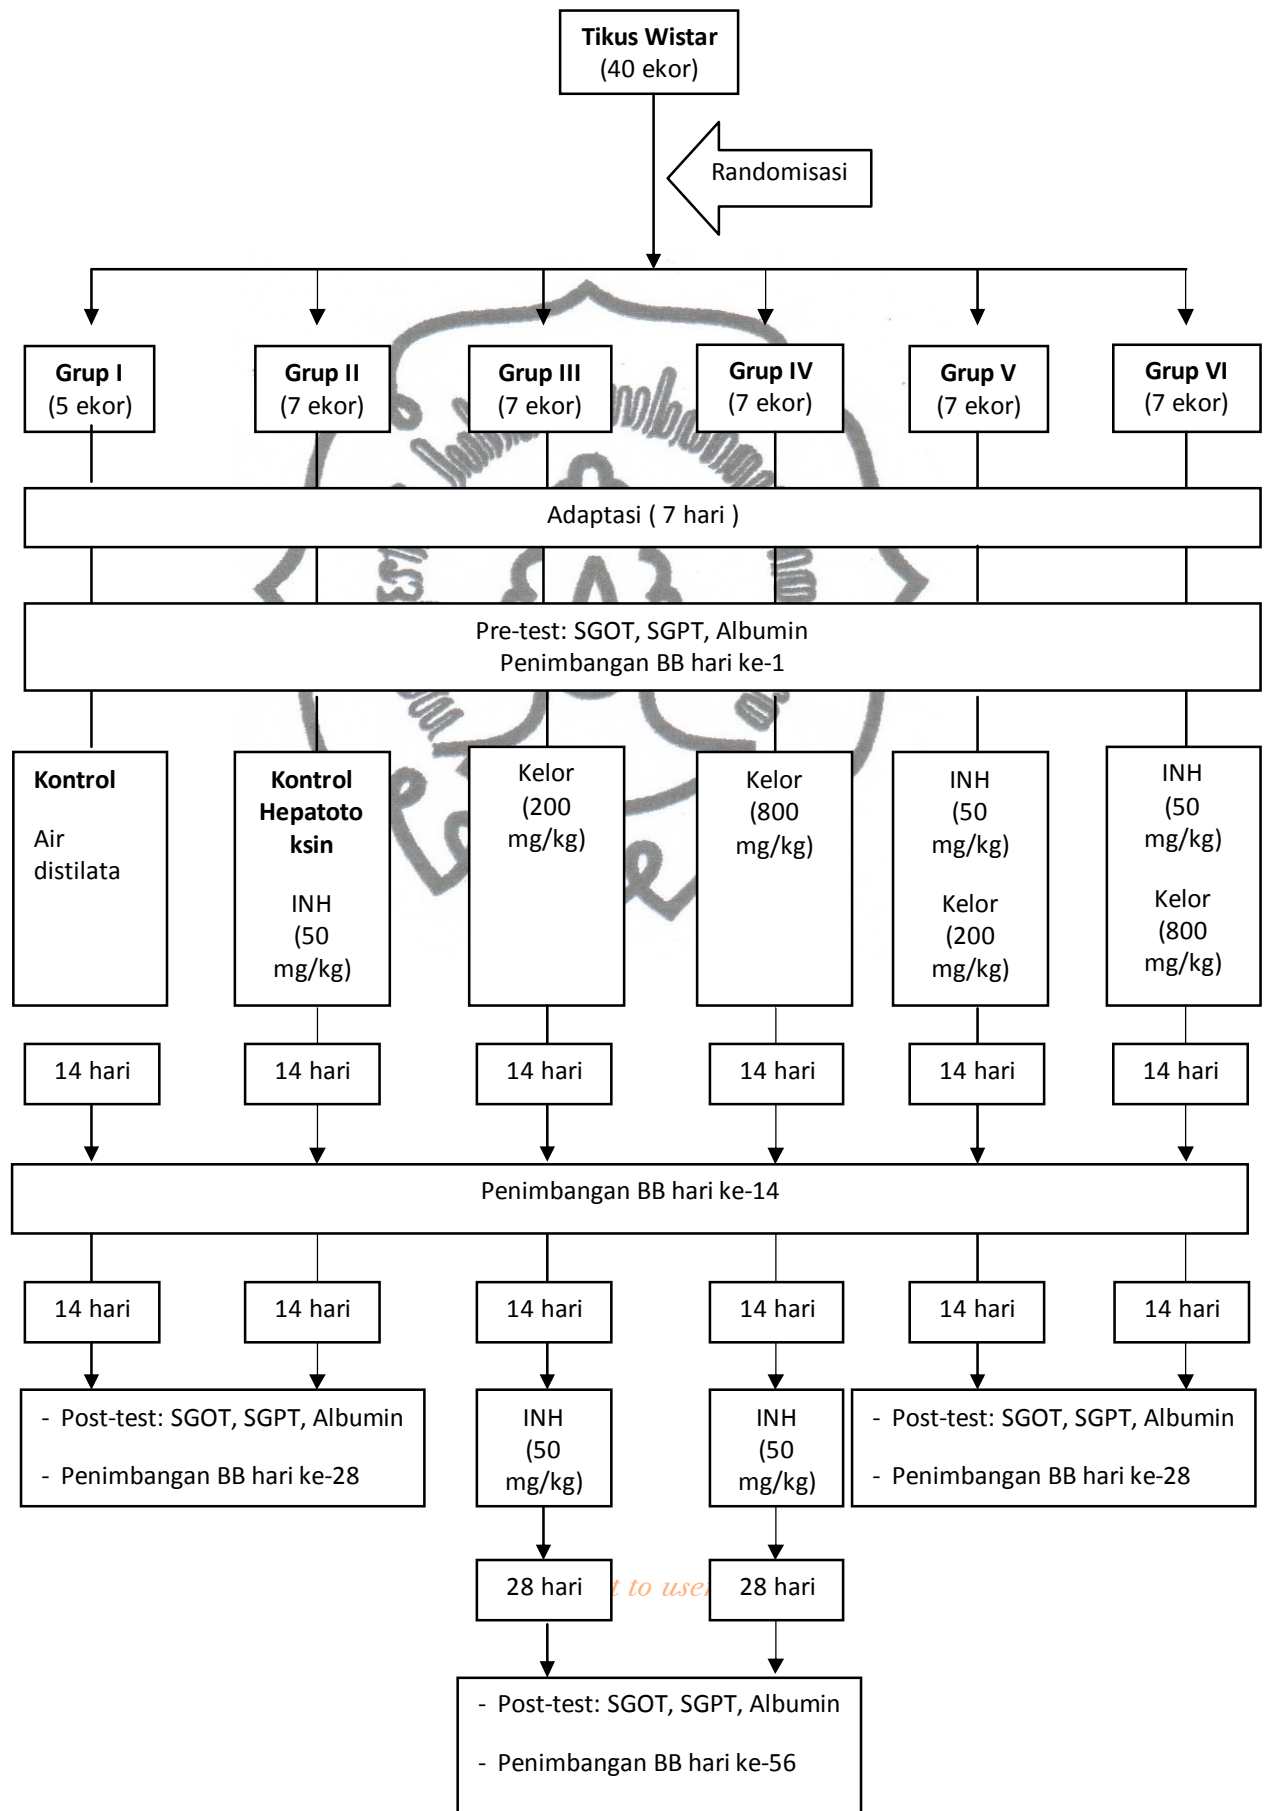 Tikus Wistar
(40 ekor)
Randomisasi
Grup I
(5 ekor)
Grup II
(7 ekor)
Grup III
(7 ekor)
Grup IV
(7 ekor)
Grup V
(7 ekor)
Grup VI
(7 ekor)
Adaptasi ( 7 hari )
Pre-test: SGOT, SGPT, Albumin
Penimbangan BB hari ke-1
Kontrol
Air
distilata
Kontrol
Hepatoto
ksin
INH
(50
mg/kg)
Kelor
(200
mg/kg)
Kelor
(800
mg/kg)
INH
(50
mg/kg)
Kelor
(200
mg/kg)
INH
(50
mg/kg)
Kelor
(800
mg/kg)
14 hari
14 hari
14 hari
14 hari
14 hari
14 hari
Penimbangan BB hari ke-14
14 hari
14 hari
14 hari
14 hari
14 hari
14 hari
- Post-test: SGOT, SGPT, Albumin
- Penimbangan BB hari ke-28
INH
(50
mg/kg)
INH
(50
mg/kg)
- Post-test: SGOT, SGPT, Albumin
- Penimbangan BB hari ke-28
28 hari
to user
28 hari
- Post-test: SGOT, SGPT, Albumin
- Penimbangan BB hari ke-56